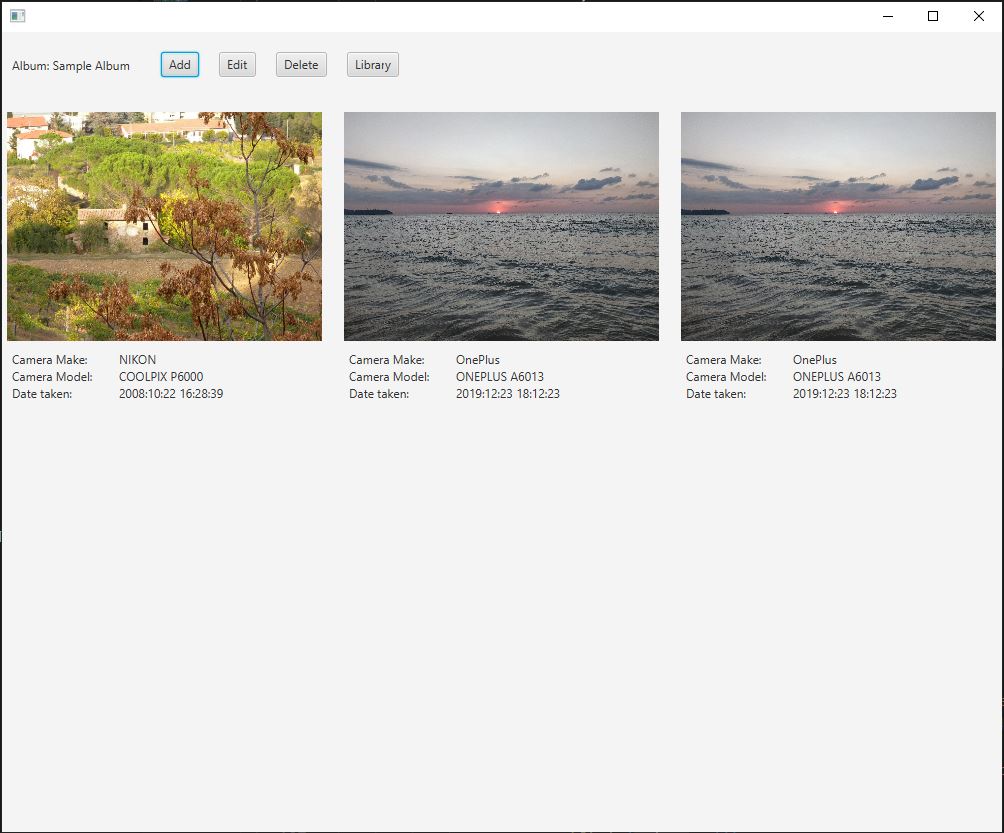 Album: Sample Album Add Edit Delete Library
Camera Make: NIKON
Camera Model: COOLPIX P6000
Date taken: 2008:10:22 16:28:39
Camera Make: OnePlus
Camera Model: ONEPLUS A6013
Date taken: 2019:12:23 18:12:23
Camera Make: OnePlus
Camera Model: ONEPLUS A6013
Date taken: 2019:12:23 18:12:23